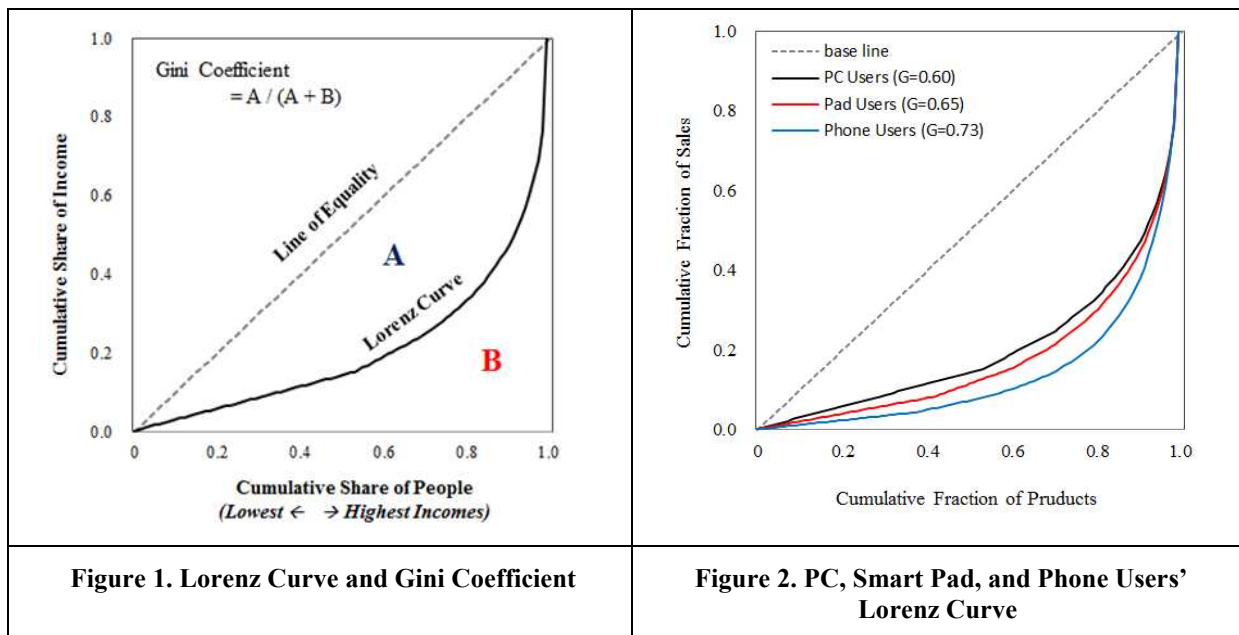 1.0
0.8
0.6
0.4
0.2
0.0
Cumulative Share of Income
Gini Coefficient
= A / (A + B)
Line of Equality
A
Lorenz Curve
B
0 0.2 0.4 0.6 0.8 1.0
Cumulative Share of People
(Lowest ← → Highest Incomes)
Figure 1. Lorenz Curve and Gini Coefficient
1.0
0.8
0.6
0.4
0.2
0.0
Cumulative Fraction of Sales
base line
PC Users (G=0.60)
Pad Users (G=0.65)
Phone Users (G=0.73)
0 0.2 0.4 0.6 0.8 1.0
Cumulative Fraction of Pruducts
Figure 2. PC, Smart Pad, and Phone Users’
Lorenz Curve